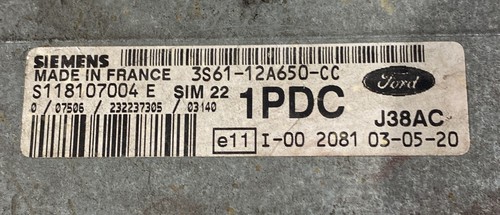 SIEMENS
MADE IN FRANCE 3S61-12A650-CC
S118107004 E SIM 22 1PDC Ford
0 / 07506 / 232237305 / 03140 J38AC
e11 I-00 2081 03-05-20